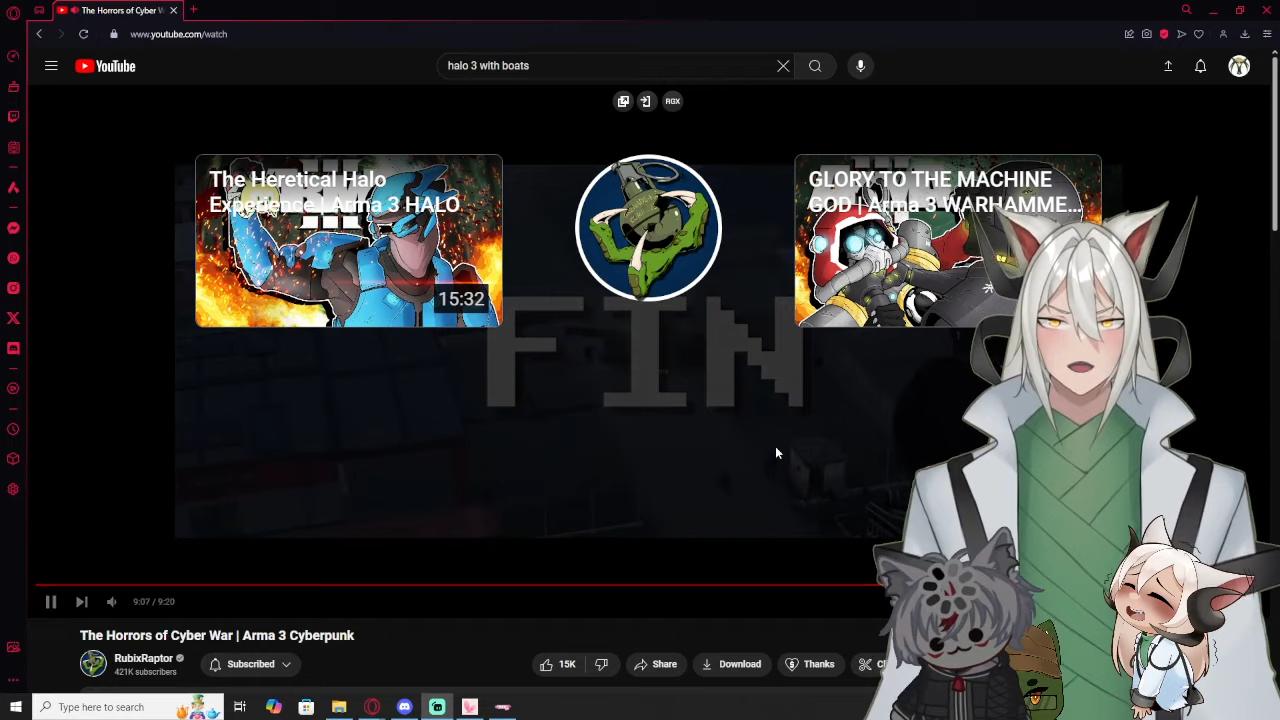 The Horrors of Cyber W
www.youtube.com/watch
YouTube
halo 3 with boats
RGX
The Heretical Halo
Experience | Arma 3 HALO
15:32
GLORY TO THE MACHINE
GOD | Arma 3 WARHAMME...
FIN
9:07 / 9:20
The Horrors of Cyber War | Arma 3 Cyberpunk
RubixRaptor
421K subscribers
Subscribed
15K
Share
Download
Thanks
Type here to search